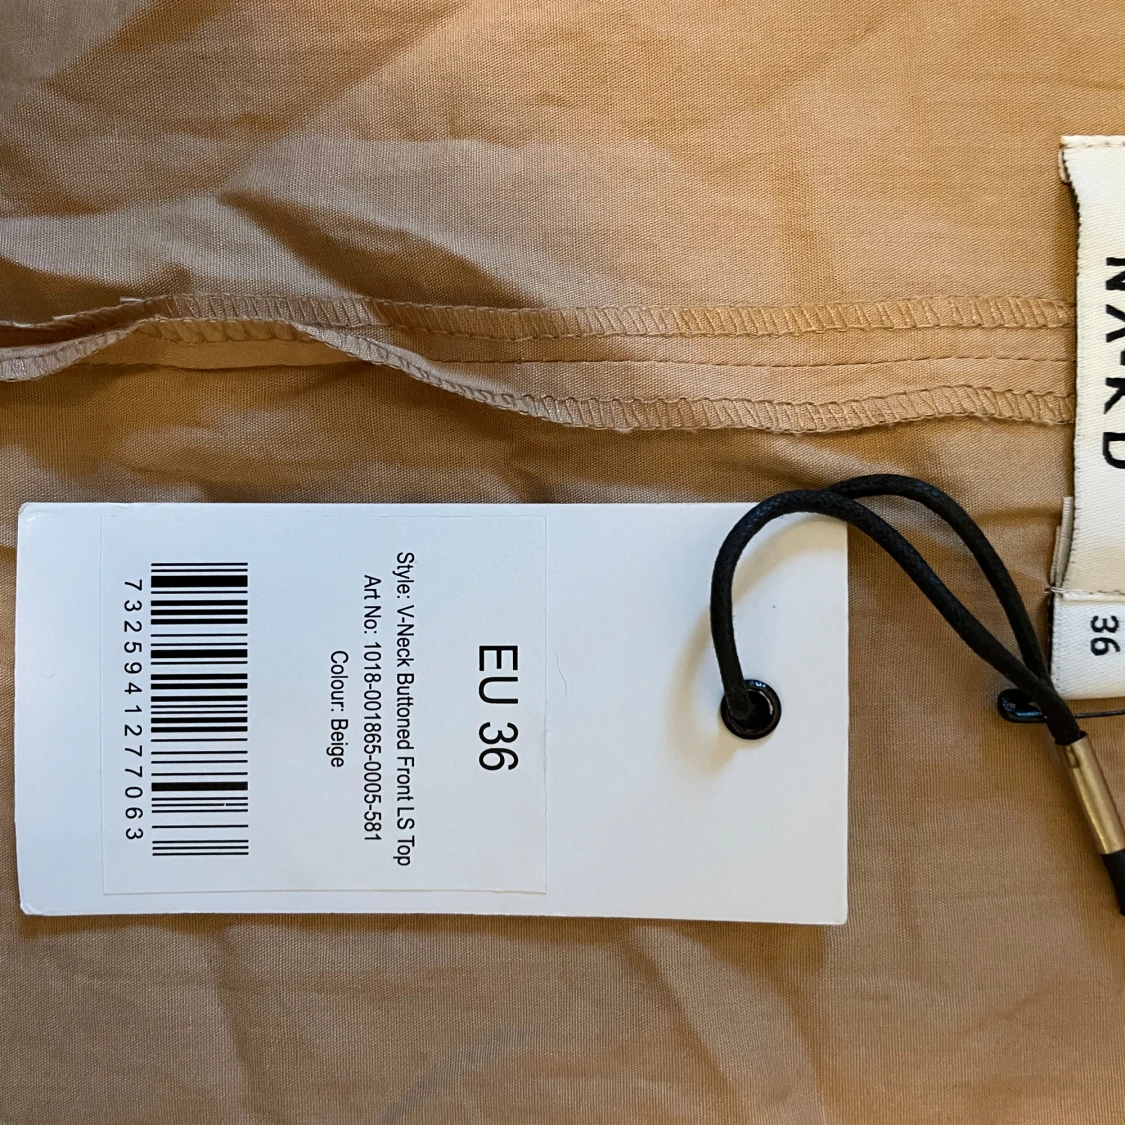 EU 36
Style: V-Neck Buttoned Front LS Top
Art No: 1018-001865-0005-581
Colour: Beige
7325941277063
NA-KD
36